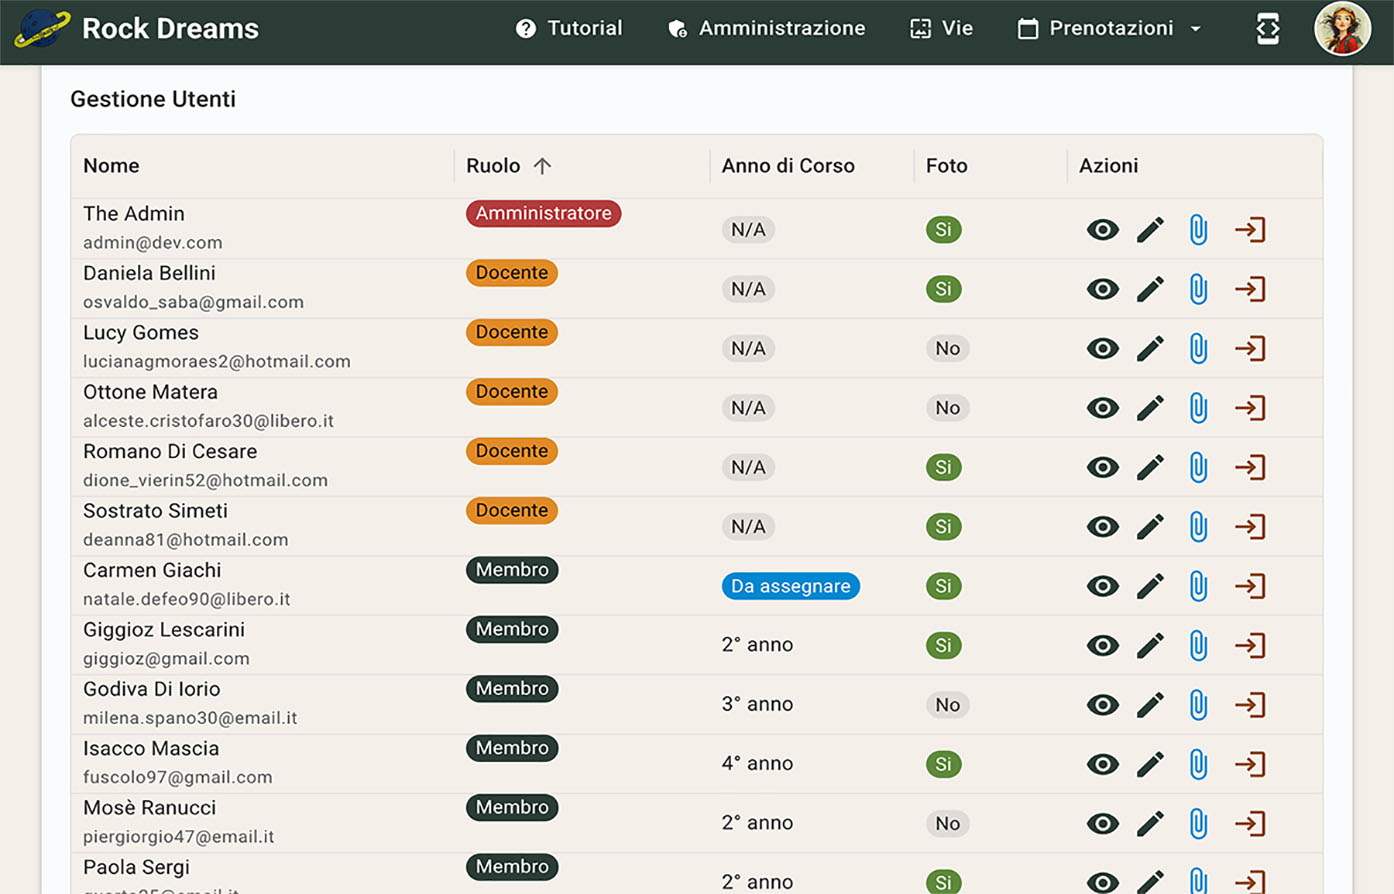 Rock Dreams Tutorial Amministrazione Vie Prenotazioni
Gestione Utenti
Nome Ruolo Anno di Corso Foto Azioni
The Admin Amministratore
admin@dev.com N/A Si
Daniela Bellini Docente
osvaldo_saba@gmail.com N/A Si
Lucy Gomes Docente
lucianagmoraes2@hotmail.com N/A No
Ottone Matera Docente
alceste.cristofaro30@libero.it N/A No
Romano Di Cesare Docente
dione_vierin52@hotmail.com N/A Si
Sostrato Simeti Docente
deanna81@hotmail.com N/A Si
Carmen Giachi Membro
natale.defeo90@libero.it Da assegnare Si
Giggioz Lescarini Membro
giggioz@gmail.com 2° anno Si
Godiva Di Iorio Membro
milena.spano30@email.it 3° anno No
Isacco Mascia Membro
fuscolo97@gmail.com 4° anno Si
Mosè Ranucci Membro
piergiorgio47@email.it 2° anno No
Paola Sergi Membro
2° anno Si